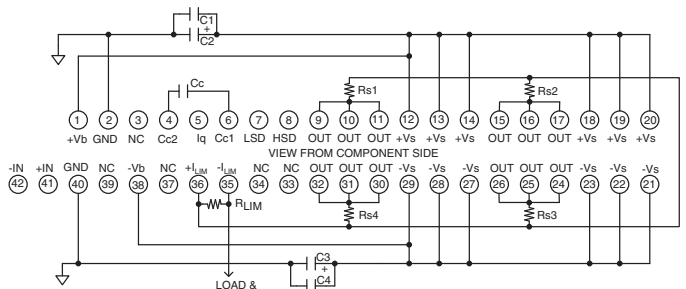 C1
+
C2
Cc
Rs1
Rs2
1 2 3 4 5 6 7 8 9 10 11 12 13 14 15 16 17 18 19 20
+Vb GND NC Cc2 Iq Cc1 LSD HSD OUT OUT OUT +Vs +Vs +Vs OUT OUT OUT +Vs +Vs +Vs
VIEW FROM COMPONENT SIDE
-IN +IN GND NC -Vb NC +ILIM -ILIM NC NC OUT OUT OUT -Vs -Vs -Vs OUT OUT OUT -Vs -Vs -Vs
42 41 40 39 38 37 36 35 34 33 32 31 30 29 28 27 26 25 24 23 22 21
RLIM
Rs4
Rs3
C3
+
C4
LOAD &